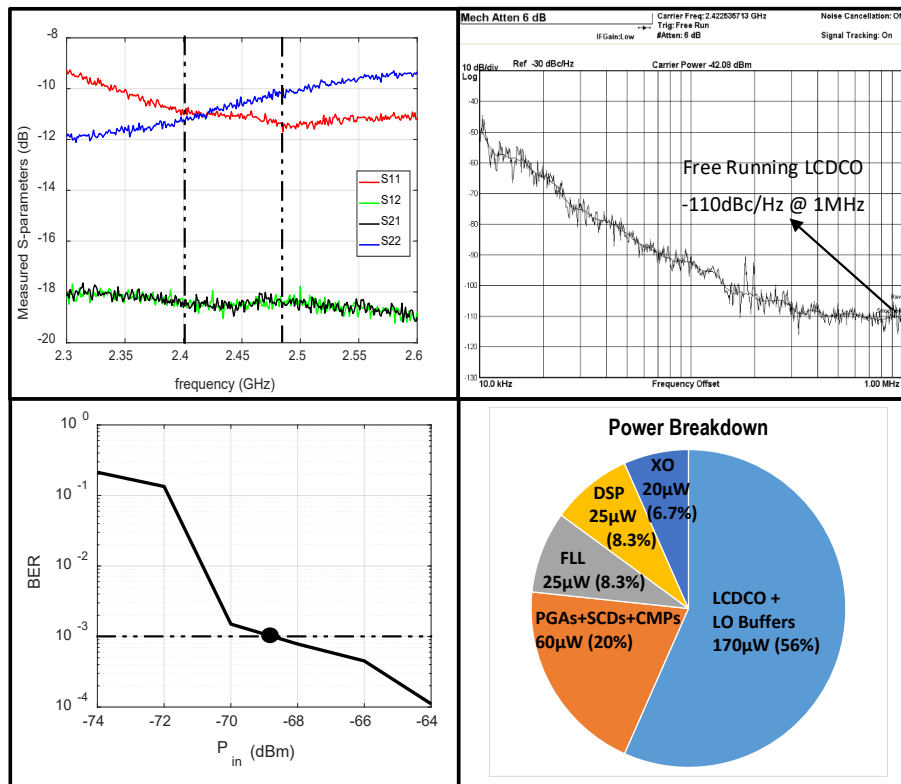 -8
-10
-12
-14
-16
-18
-20
Measured S-parameters (dB)
S11
S12
S21
S22
2.3
2.35
2.4
2.45
2.5
2.55
2.6
frequency (GHz)
Mech Atten 6 dB
Carrier Freq: 2.422535713 GHz
Noise Cancellation: Of
Trig: Free Run
IFGain:Low
#Atten: 6 dB
Signal Tracking: On
10 dB/div
Log
Ref -30 dBc/Hz
Carrier Power -42.08 dBm
-40
-50
-60
-70
-80
-90
-100
-110
-120
-130
Free Running LCDCO
-110dBc/Hz @ 1MHz
10.0 kHz
Frequency Offset
1.00 MHz
10 0
10 -1
10 -2
10 -3
10 -4
BER
-74
-72
-70
-68
-66
-64
P in (dBm)
Power Breakdown
XO
20µW
(6.7%)
DSP
25µW
(8.3%)
FLL
25µW (8.3%)
PGAs+SCDs+CMPs
60µW (20%)
LCDCO +
LO Buffers
170µW (56%)